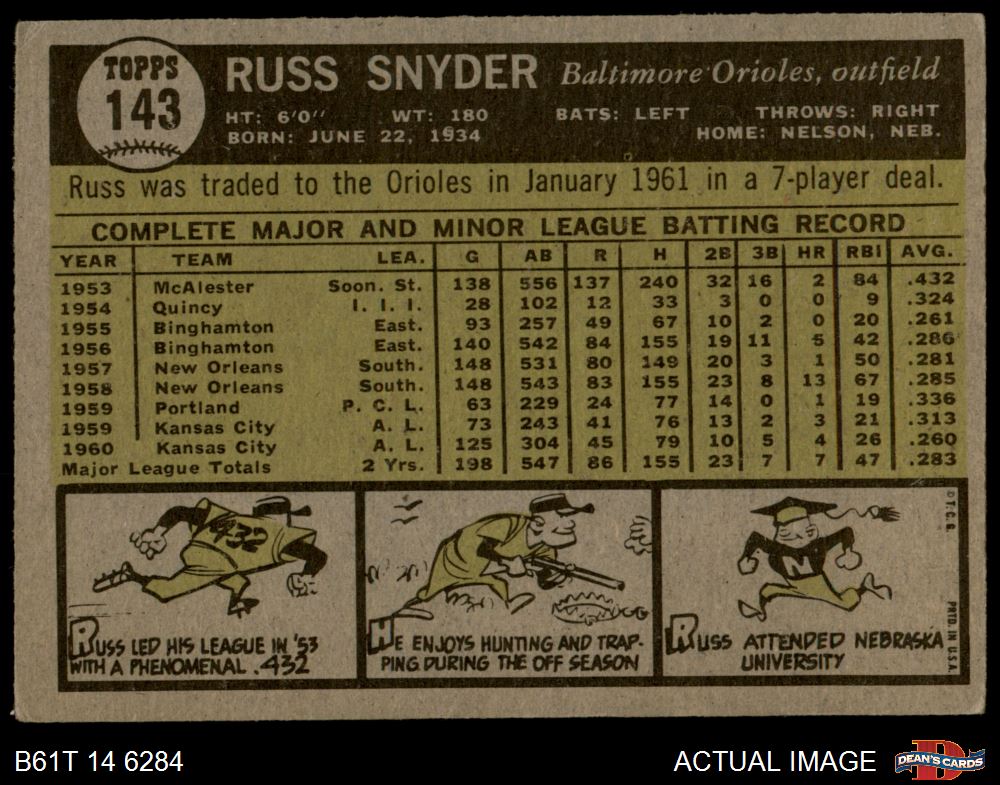 TOPPS
143
RUSS SNYDER Baltimore Orioles, outfield
HT: 6'0" WT: 180 BATS: LEFT THROWS: RIGHT
BORN: JUNE 22, 1934 HOME: NELSON, NEB.
Russ was traded to the Orioles in January 1961 in a 7-player deal.
COMPLETE MAJOR AND MINOR LEAGUE BATTING RECORD
YEAR TEAM LEA. G AB R H 2B 3B HR RBI AVG.
1953 McAlester Soon. St. 138 556 137 240 32 16 2 84 .432
1954 Quincy I. I. I. 28 102 12 33 3 0 0 9 .324
1955 Binghamton East. 93 257 49 67 10 2 0 20 .261
1956 Binghamton East. 140 542 84 155 19 11 5 42 .286
1957 New Orleans South. 148 531 80 149 20 3 1 50 .281
1958 New Orleans South. 148 543 83 155 23 8 13 67 .285
1959 Portland P. C. L. 63 229 24 77 14 0 1 19 .336
1959 Kansas City A. L. 73 243 41 76 13 2 3 21 .313
1960 Kansas City A. L. 125 304 45 79 10 5 4 26 .260
Major League Totals 2 Yrs. 198 547 86 155 23 7 7 47 .283
432
RUSS LED HIS LEAGUE IN '53
WITH A PHENOMENAL .432
HE ENJOYS HUNTING AND TRAP-
PING DURING THE OFF SEASON
N
RUSS ATTENDED NEBRASKA
UNIVERSITY
© T. C. G.
PRTD. IN U.S.A.
B61T 14 6284
ACTUAL IMAGE
DEAN'S CARDS